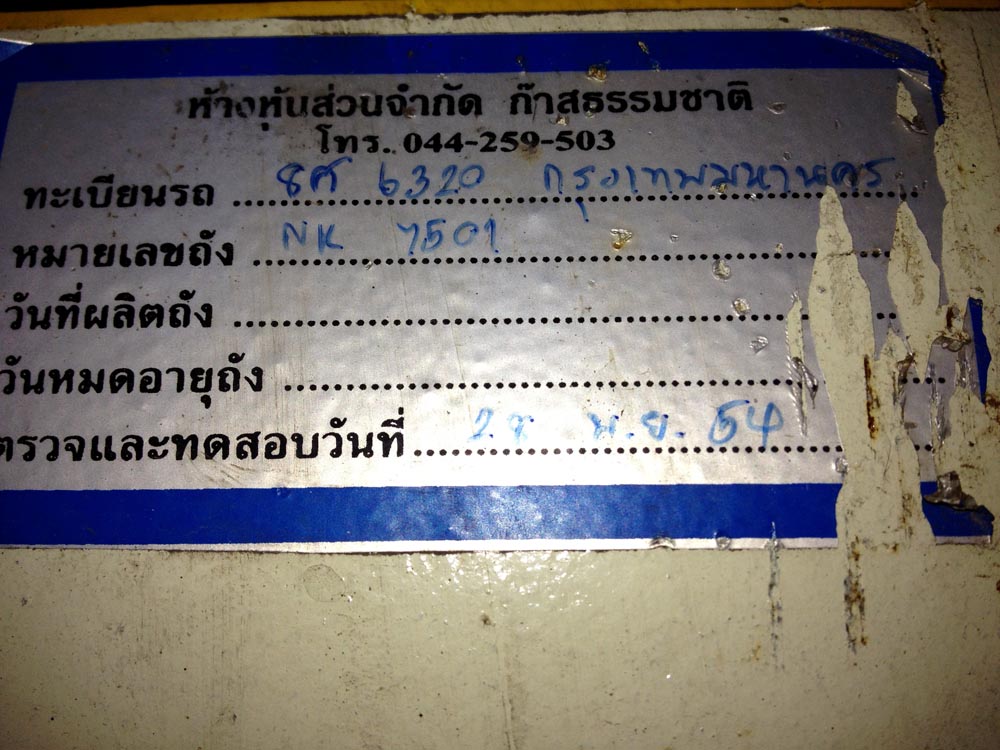 ห้างหุ้นส่วนจำกัด ก๊าสธรรมชาติ
โทร. 044-259-503
ทะเบียนรถ 8ศ 6320 กรุงเทพมหานคร
หมายเลขถัง NK 7501
วันที่ผลิตถัง
วันหมดอายุถัง
ตรวจและทดสอบวันที่ 28 พ.ย. 54